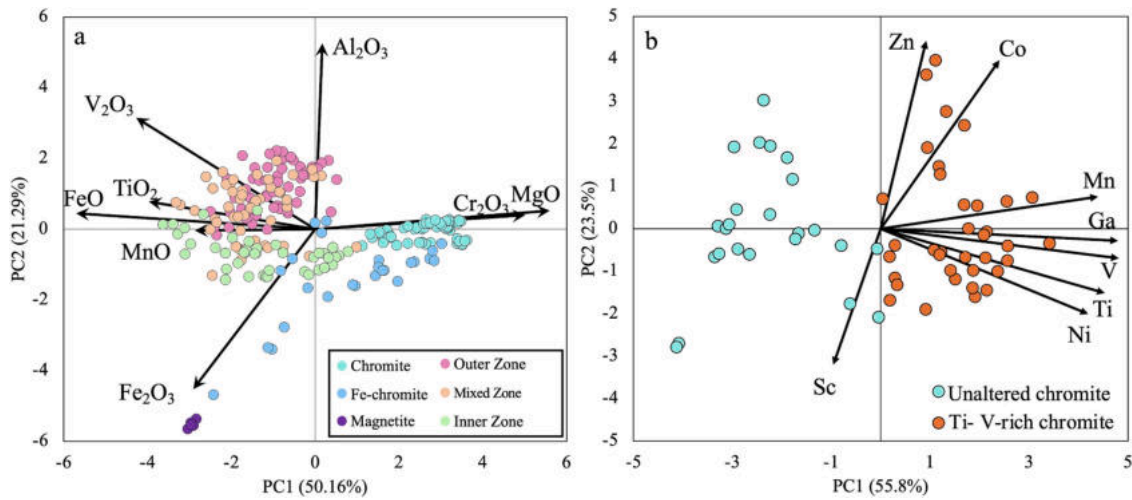 a
PC2 (21.29%)
6
4
2
0
-2
-4
-6
Al₂O₃
V₂O₃
TiO₂
FeO
MnO
Cr₂O₃
MgO
Fe₂O₃
Chromite
Outer Zone
Fe-chromite
Mixed Zone
Magnetite
Inner Zone
-6
-4
-2
0
2
4
6
PC1 (50.16%)
b
PC2 (23.5%)
5
4
3
2
1
0
-1
-2
-3
-4
-5
Zn
Co
Mn
Ga
V
Ti
Ni
Sc
Unaltered chromite
Ti- V-rich chromite
-5
-3
-1
1
3
5
PC1 (55.8%)